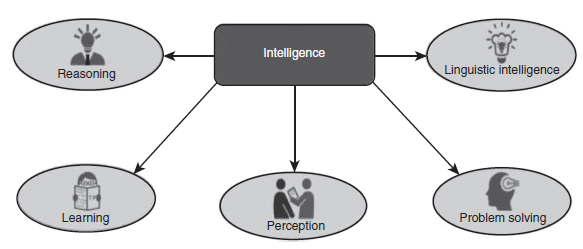 Intelligence
Reasoning
Linguistic intelligence
Learning
Perception
Problem solving